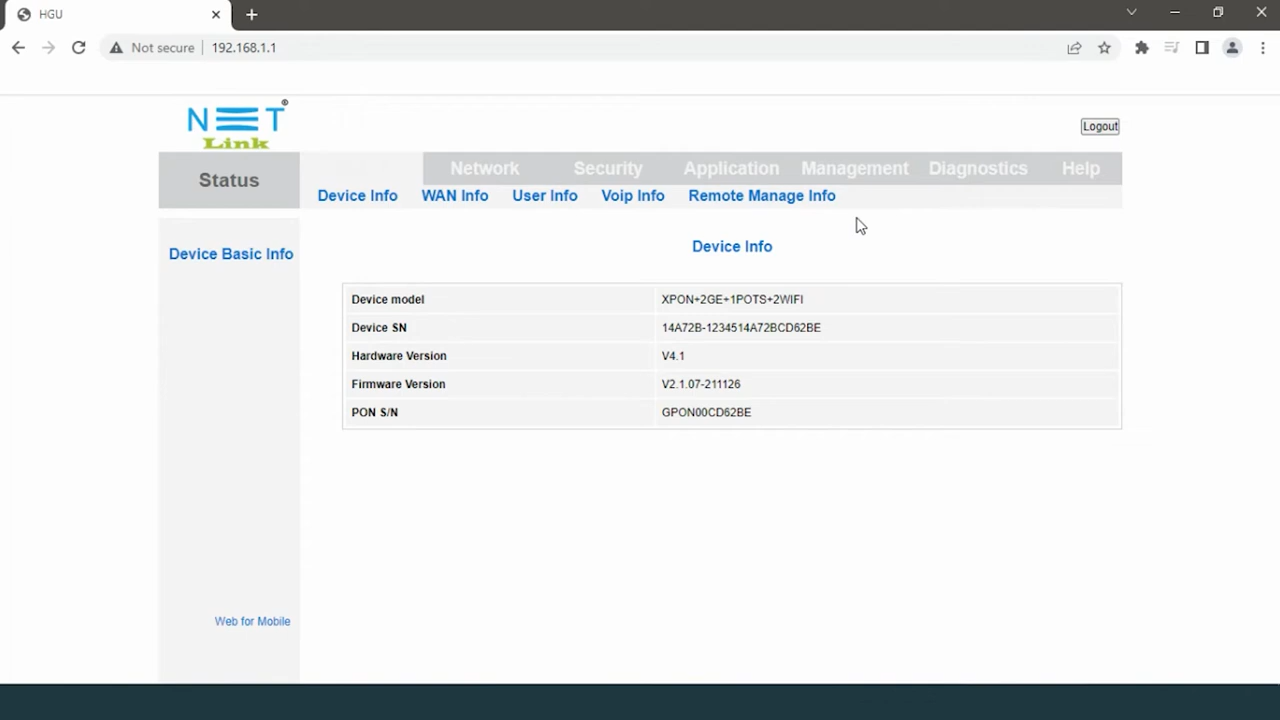 HGU
Not secure
192.168.1.1
NET
Link
®
Logout
Status
Network
Security
Application
Management
Diagnostics
Help
Device Info
WAN Info
User Info
Voip Info
Remote Manage Info
Device Basic Info
Device Info
Device model XPON+2GE+1POTS+2WIFI
Device SN 14A72B-1234514A72BCD62BE
Hardware Version V4.1
Firmware Version V2.1.07-211126
PON S/N GPON00CD62BE
Web for Mobile